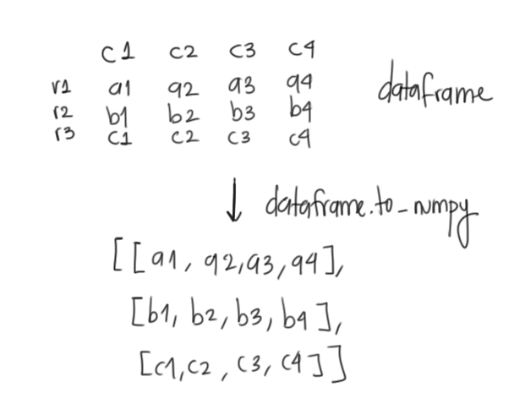 c1 c2 c3 c4
r1 a1 a2 a3 a4 dataframe
r2 b1 b2 b3 b4
r3 c1 c2 c3 c4
dataframe.to_numpy
[[a1, a2,a3,a4],
[b1, b2, b3, b4],
[c1,c2, c3, c4]]